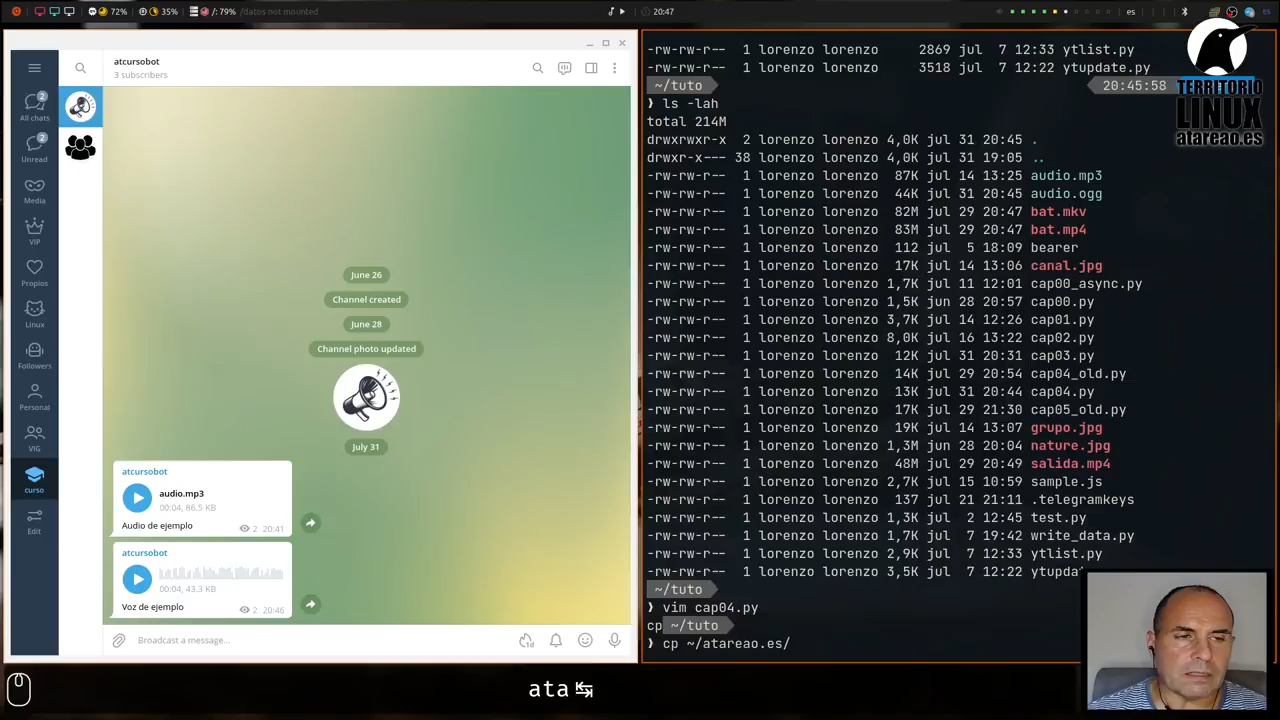 72%
35%
/: 79%
/datos not mounted
20:47
es
ES
atcursobot
3 subscribers
2
All chats
2
Unread
Media
VIP
Propios
Linux
Followers
Personal
VIG
curso
Edit
June 26
Channel created
June 28
Channel photo updated
July 31
atcursobot
audio.mp3
00:04, 86.5 KB
Audio de ejemplo
2 20:41
atcursobot
00:04, 43.3 KB
Voz de ejemplo
2 20:46
Broadcast a message...
1d
-rw-rw-r-- 1 lorenzo lorenzo 2869 jul 7 12:33 ytlist.py
-rw-rw-r-- 1 lorenzo lorenzo 3518 jul 7 12:22 ytupdate.py
~/tuto 20:45:58
❯ ls -lah
total 214M
drwxrwxr-x 2 lorenzo lorenzo 4,0K jul 31 20:45 .
drwxr-x--- 38 lorenzo lorenzo 4,0K jul 31 19:05 ..
-rw-rw-r-- 1 lorenzo lorenzo 87K jul 14 13:25 audio.mp3
-rw-rw-r-- 1 lorenzo lorenzo 44K jul 31 20:45 audio.ogg
-rw-rw-r-- 1 lorenzo lorenzo 82M jul 29 20:47 bat.mkv
-rw-rw-r-- 1 lorenzo lorenzo 83M jul 29 20:47 bat.mp4
-rw-rw-r-- 1 lorenzo lorenzo 112 jul 5 18:09 bearer
-rw-rw-r-- 1 lorenzo lorenzo 17K jul 14 13:06 canal.jpg
-rw-rw-r-- 1 lorenzo lorenzo 1,7K jul 11 12:01 cap00_async.py
-rw-rw-r-- 1 lorenzo lorenzo 1,5K jun 28 20:57 cap00.py
-rw-rw-r-- 1 lorenzo lorenzo 3,7K jul 14 12:26 cap01.py
-rw-rw-r-- 1 lorenzo lorenzo 8,0K jul 16 13:22 cap02.py
-rw-rw-r-- 1 lorenzo lorenzo 12K jul 31 20:31 cap03.py
-rw-rw-r-- 1 lorenzo lorenzo 14K jul 29 20:54 cap04_old.py
-rw-rw-r-- 1 lorenzo lorenzo 13K jul 31 20:44 cap04.py
-rw-rw-r-- 1 lorenzo lorenzo 17K jul 29 21:30 cap05_old.py
-rw-rw-r-- 1 lorenzo lorenzo 19K jul 14 13:07 grupo.jpg
-rw-rw-r-- 1 lorenzo lorenzo 1,3M jun 28 20:04 nature.jpg
-rw-rw-r-- 1 lorenzo lorenzo 48M jul 29 20:49 salida.mp4
-rw-rw-r-- 1 lorenzo lorenzo 2,7K jul 15 10:59 sample.js
-rw-rw-r-- 1 lorenzo lorenzo 137 jul 21 21:11 .telegramkeys
-rw-rw-r-- 1 lorenzo lorenzo 1,3K jul 2 12:45 test.py
-rw-rw-r-- 1 lorenzo lorenzo 1,7K jul 7 19:42 write_data.py
-rw-rw-r-- 1 lorenzo lorenzo 2,9K jul 7 12:33 ytlist.py
-rw-rw-r-- 1 lorenzo lorenzo 3,5K jul 7 12:22 ytupda
~/tuto
❯ vim cap04.py
cp ~/tuto
❯ cp ~/atareao.es/
TERRITORIO
LINUX
atareao.es
ata ↹